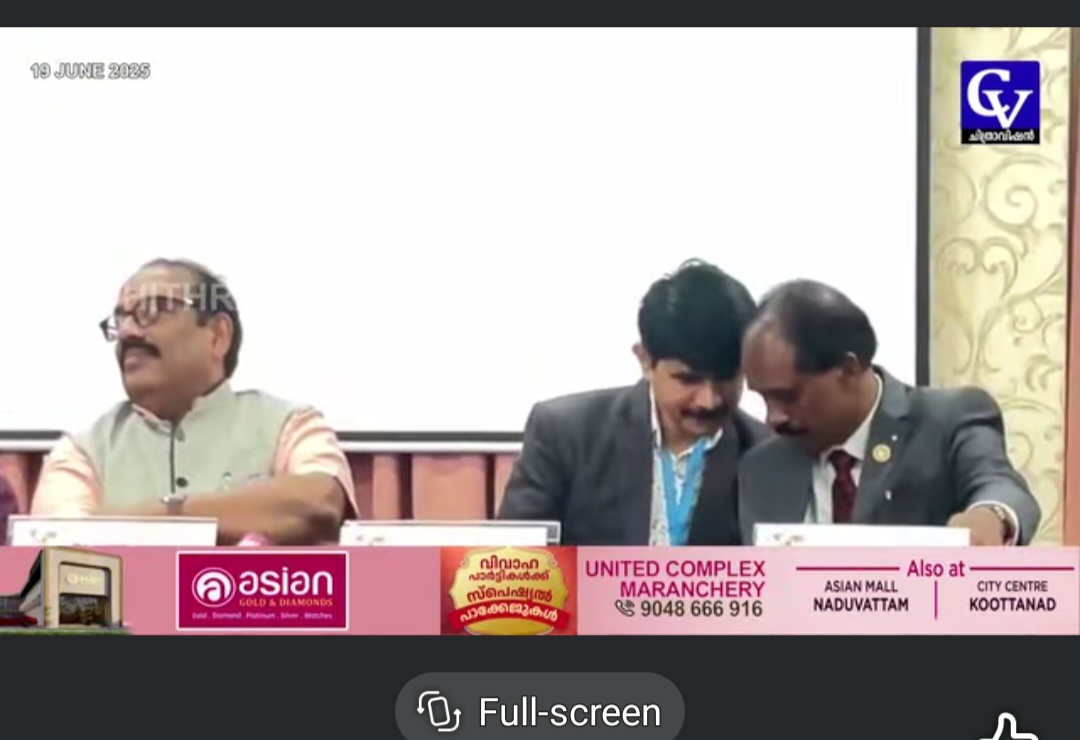 19 JUNE 2025
CV
ചിത്രാവിഷൻ
asian
GOLD & DIAMONDS
Gold . Diamond . Platinum . Silver . Watches
വിവാഹ
പാർട്ടികൾക്ക്
സ്പെഷ്യൽ
പാക്കേജുകൾ
UNITED COMPLEX
MARANCHERY
9048 666 916
Also at
ASIAN MALL
NADUVATTAM
CITY CENTRE
KOOTTANAD
Full-screen